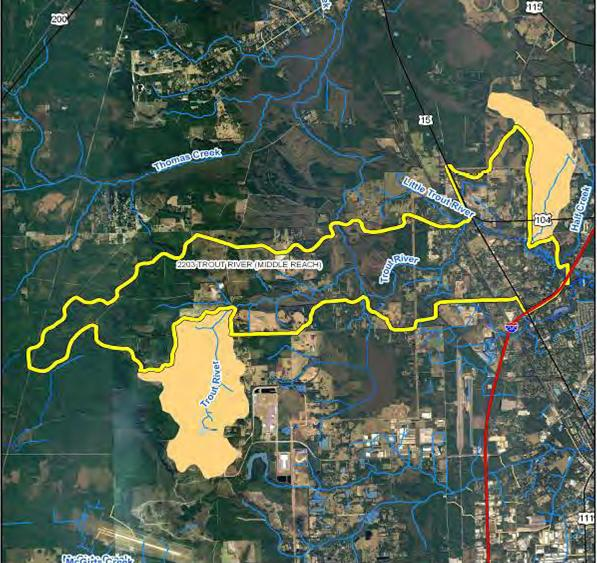 200
115
15
Thomas Creek
Little Trout River
104
Half Creek
2203 TROUT RIVER (MIDDLE REACH)
Trout River
Trout River
111